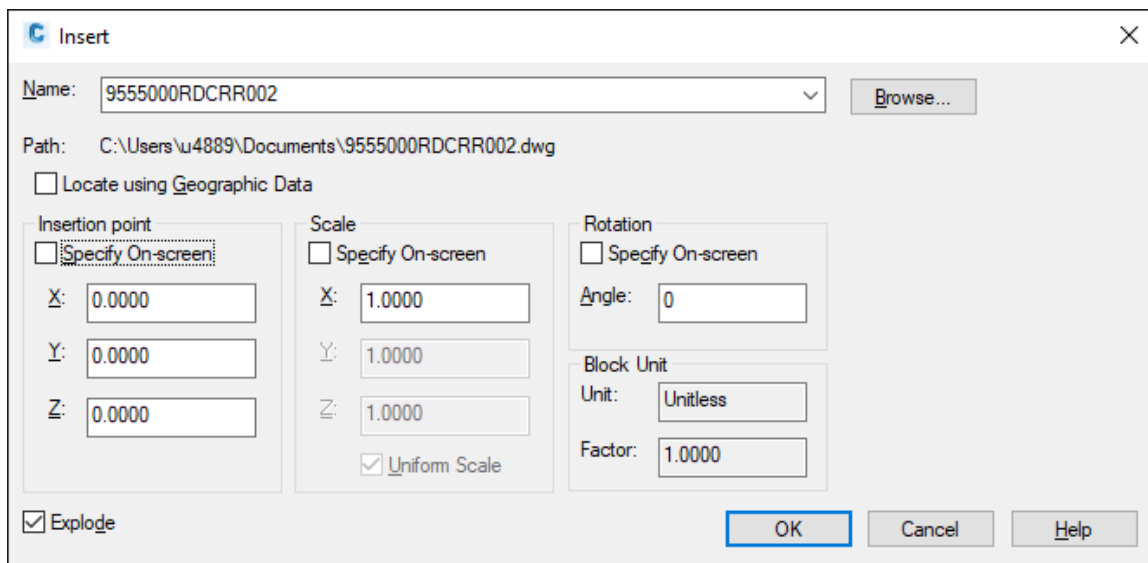 Insert
Name: 9555000RDCRR002 Browse...
Path: C:\Users\u4889\Documents\9555000RDCRR002.dwg
Locate using Geographic Data
Insertion point
Specify On-screen
X: 0.0000
Y: 0.0000
Z: 0.0000
Scale
Specify On-screen
X: 1.0000
Y: 1.0000
Z: 1.0000
Uniform Scale
Rotation
Specify On-screen
Angle: 0
Block Unit
Unit: Unitless
Factor: 1.0000
Explode
OK Cancel Help